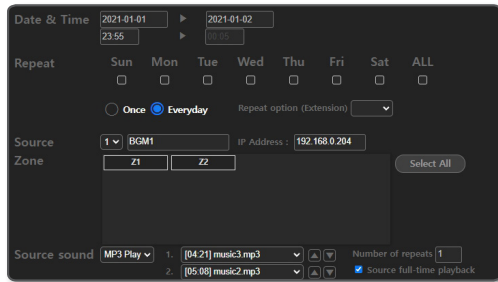 Date & Time 2021-01-01 2021-01-02
23:55 00:05
Repeat Sun Mon Tue Wed Thu Fri Sat ALL
Once Everyday Repeat option (Extension)
Source 1 BGM1 IP Address : 192.168.0.204
Zone Z1 Z2 Select All
Source sound MP3 Play 1. [04:21] music3.mp3 Number of repeats 1
2. [05:08] music2.mp3 Source full-time playback